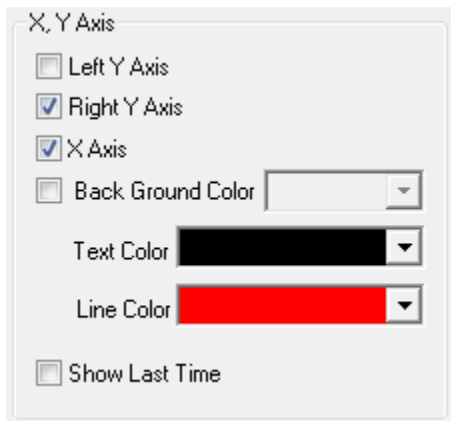 X, Y Axis
Left Y Axis
Right Y Axis
X Axis
Back Ground Color
Text Color
Line Color
Show Last Time